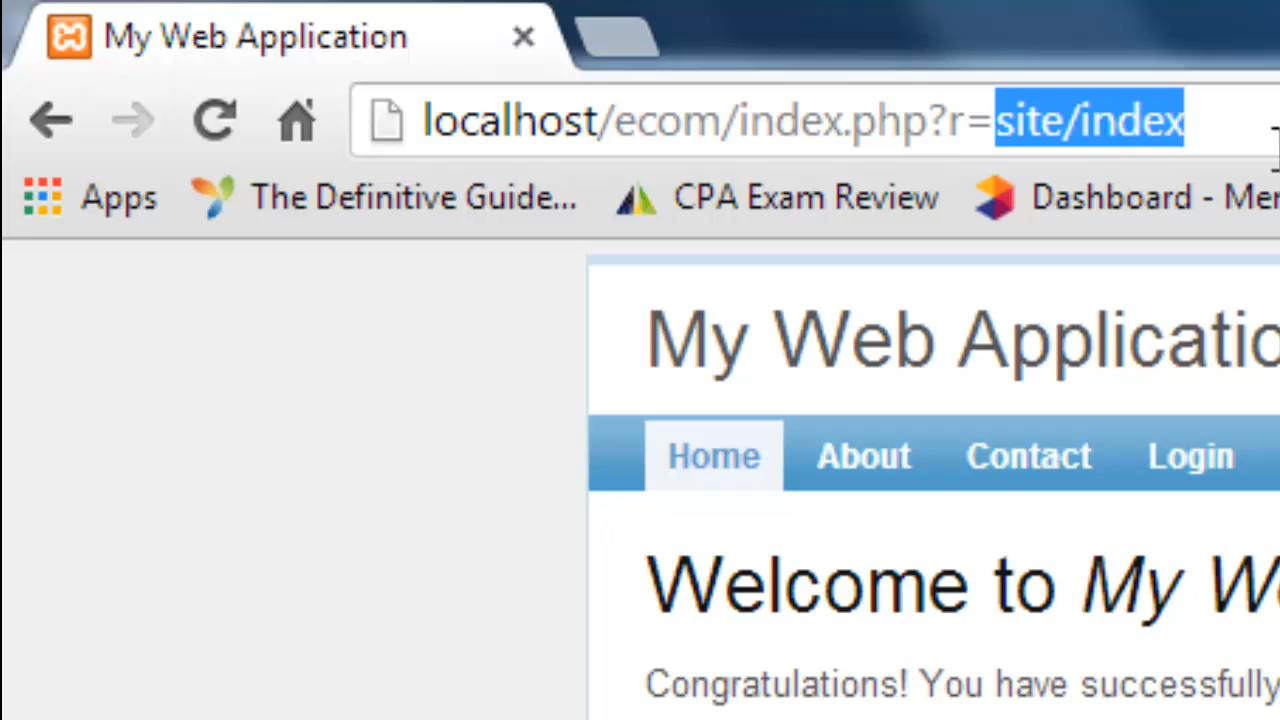 My Web Application
localhost/ecom/index.php?r=site/index
Apps The Definitive Guide... CPA Exam Review Dashboard - Mer
My Web Applicatio
Home About Contact Login
Welcome to My We
Congratulations! You have successfully